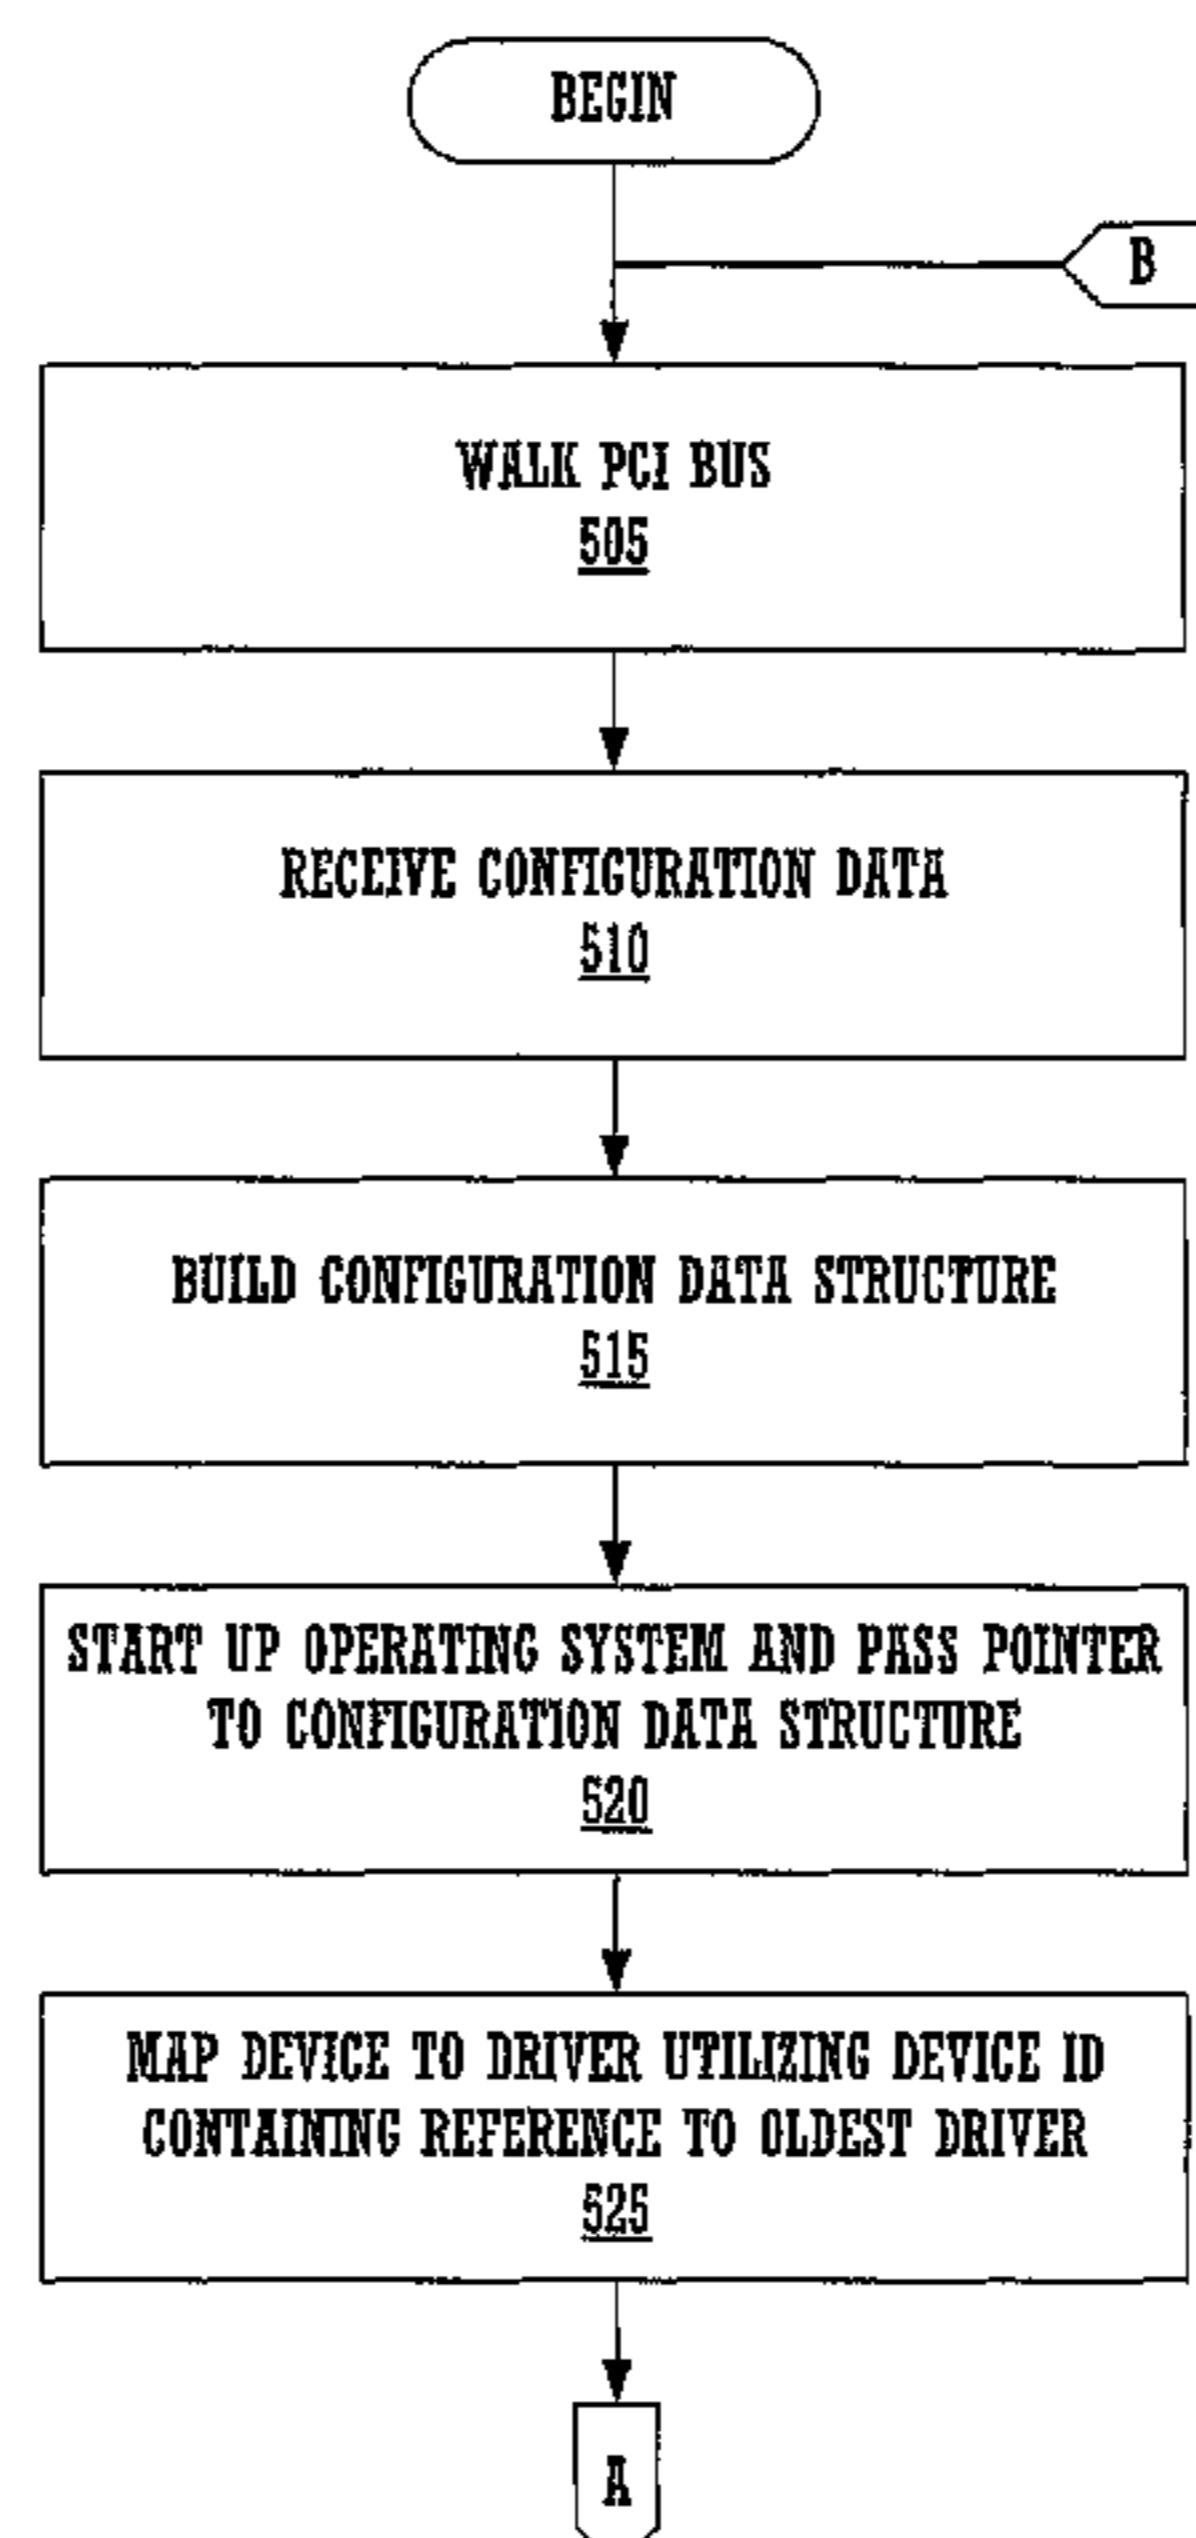 BEGIN
B
WALK PCI BUS
505
RECEIVE CONFIGURATION DATA
510
BUILD CONFIGURATION DATA STRUCTURE
515
START UP OPERATING SYSTEM AND PASS POINTER
TO CONFIGURATION DATA STRUCTURE
520
MAP DEVICE TO DRIVER UTILIZING DEVICE ID
CONTAINING REFERENCE TO OLDEST DRIVER
525
A